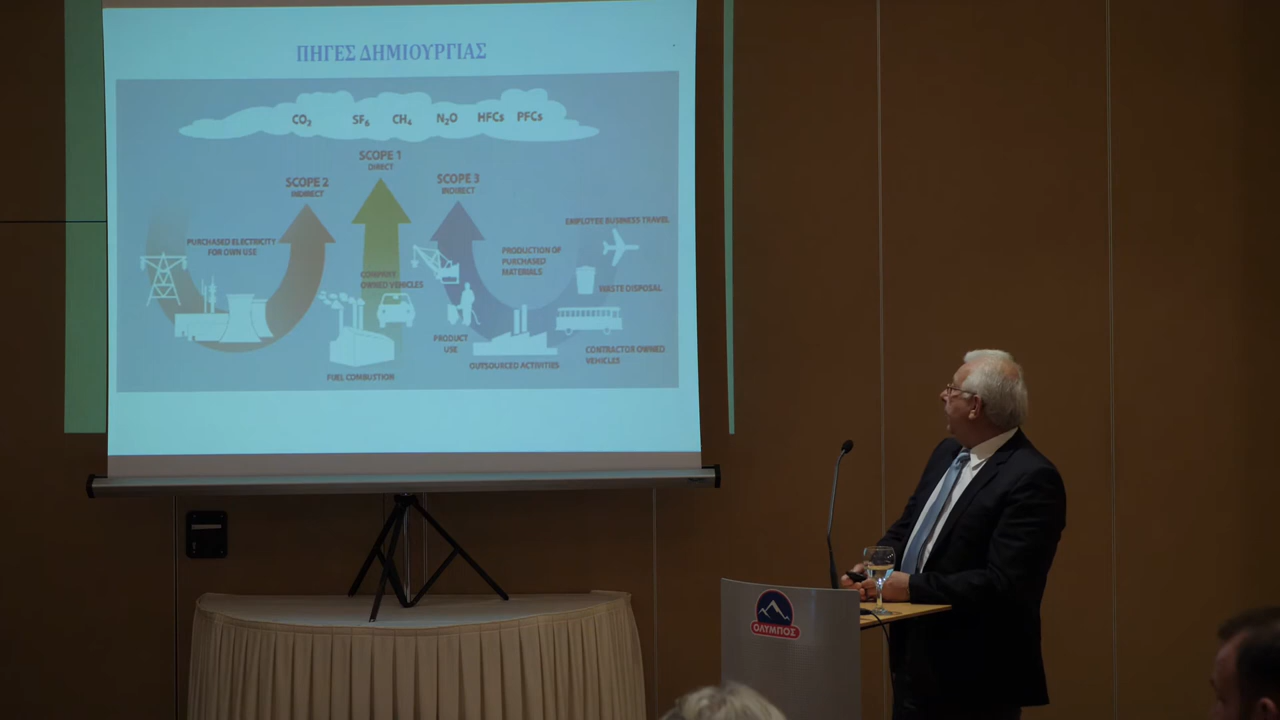 ΠΗΓΕΣ ΔΗΜΙΟΥΡΓΙΑΣ
CO₂ SF₆ CH₄ N₂O HFCs PFCs
SCOPE 1
DIRECT
SCOPE 2
INDIRECT
SCOPE 3
INDIRECT
EMPLOYEE BUSINESS TRAVEL
PURCHASED ELECTRICITY
FOR OWN USE
PRODUCTION OF
PURCHASED
MATERIALS
COMPANY
OWNED VEHICLES
WASTE DISPOSAL
PRODUCT
USE
CONTRACTOR OWNED
VEHICLES
OUTSOURCED ACTIVITIES
FUEL COMBUSTION
ΟΛΥΜΠΟΣ